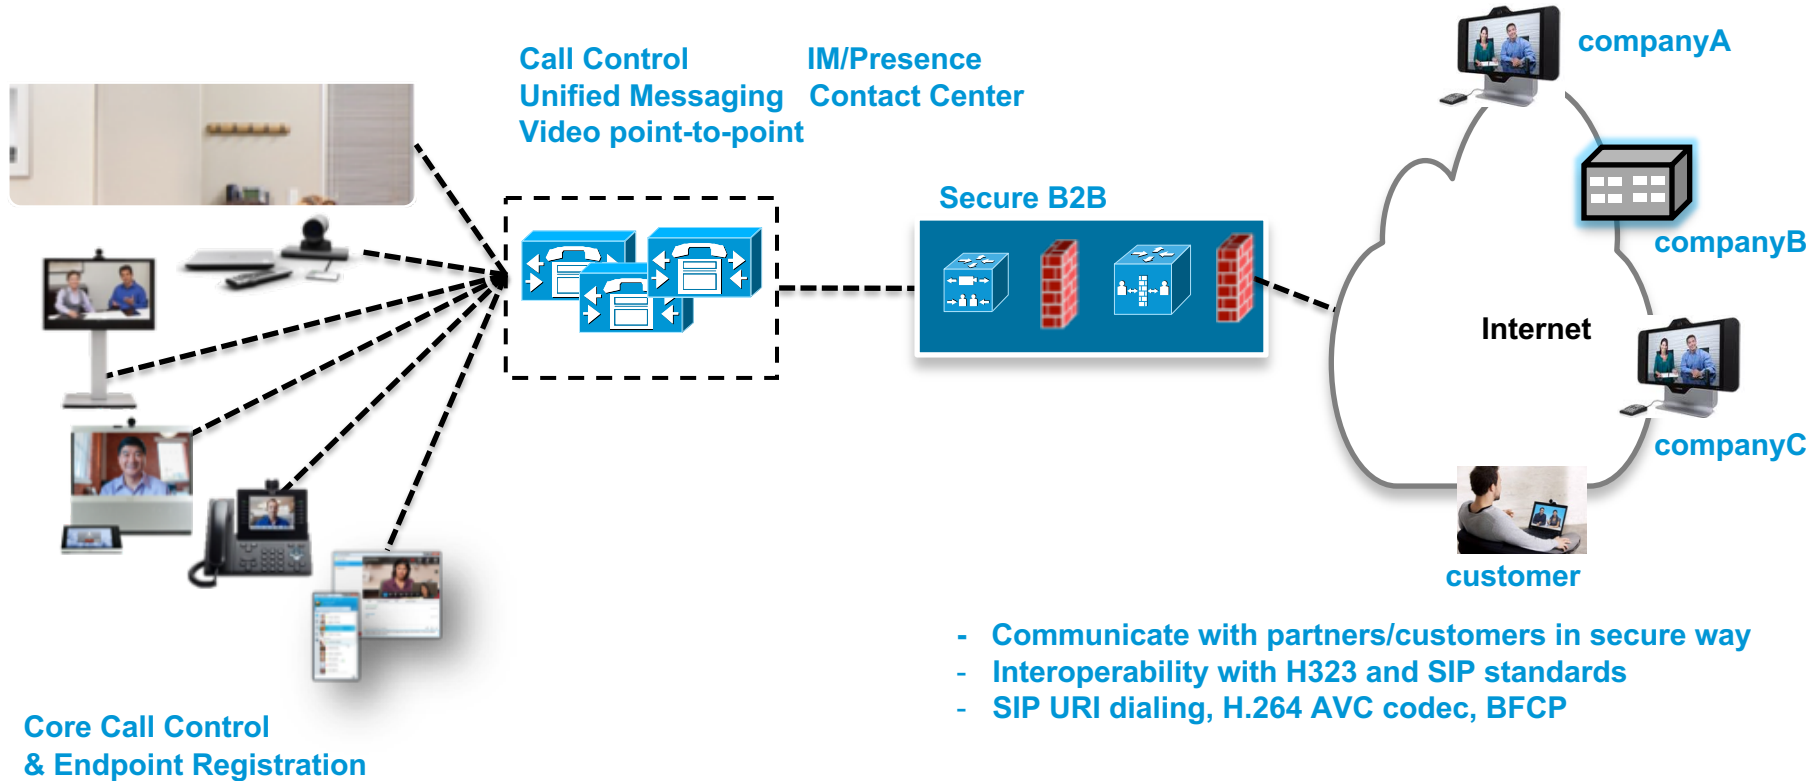 Call Control IM/Presence
Unified Messaging Contact Center
Video point-to-point
companyA
companyB
Secure B2B
Internet
companyC
customer
- Communicate with partners/customers in secure way
- Interoperability with H323 and SIP standards
- SIP URI dialing, H.264 AVC codec, BFCP
Core Call Control
& Endpoint Registration